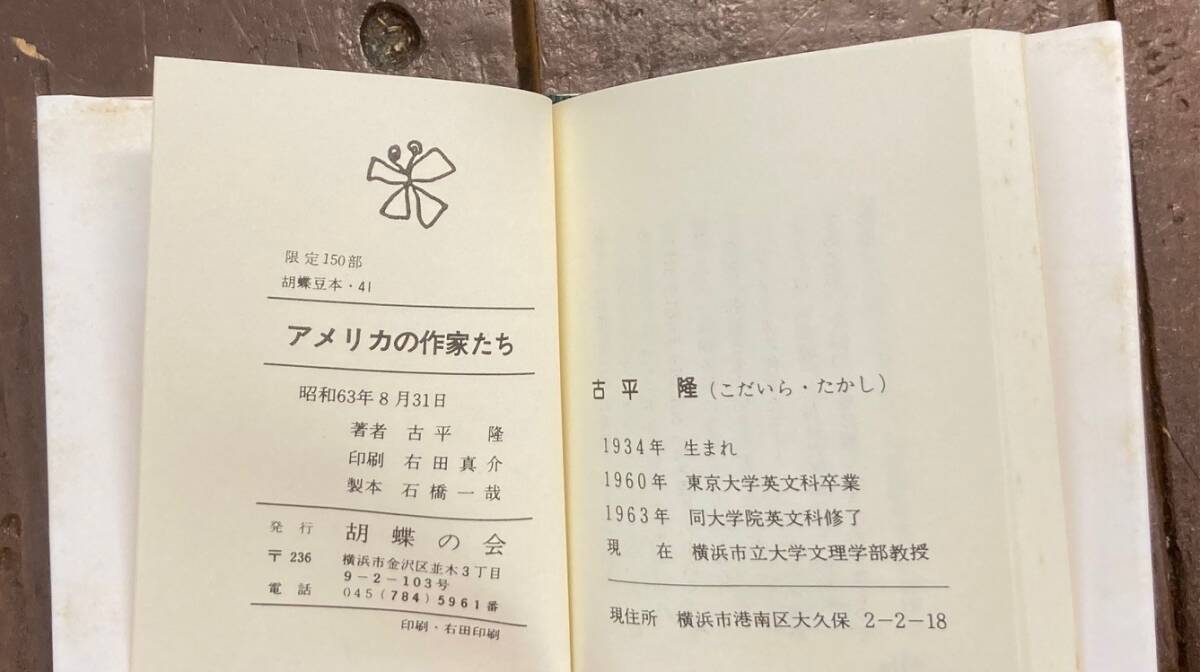 限定150部
胡蝶豆本・41
アメリカの作家たち
昭和63年8月31日
著者 古平 隆
印刷 右田真介
製本 石橋一哉
発行 胡蝶の会
〒236 横浜市金沢区並木3丁目
9-2-103号
電話 045(784)5961番
印刷・右田印刷
古平 隆(こだいら・たかし)
1934年 生まれ
1960年 東京大学英文科卒業
1963年 同大学院英文科修了
現在 横浜市立大学文理学部教授
現住所 横浜市港南区大久保 2-2-18